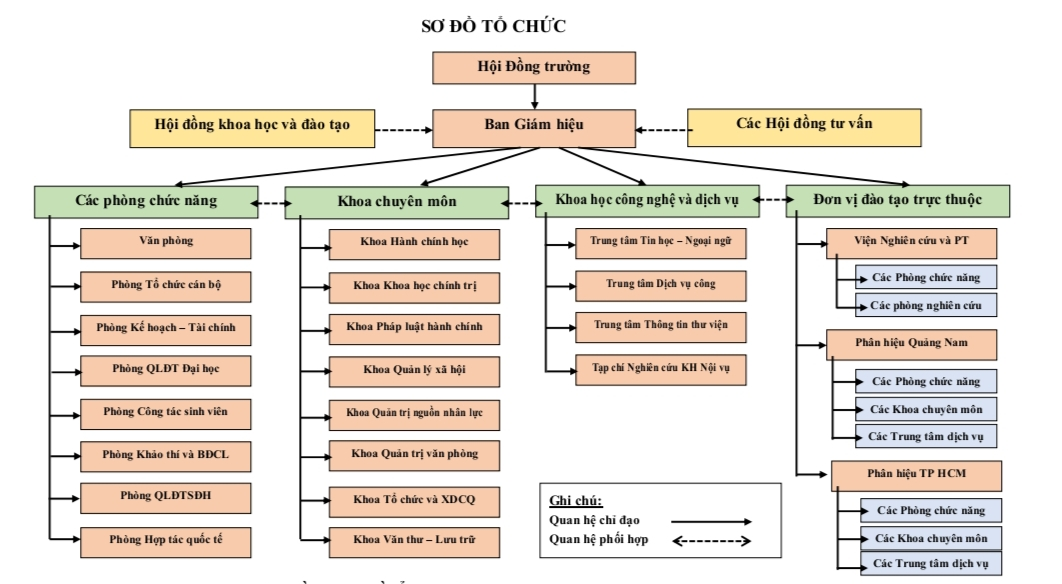 SƠ ĐỒ TỔ CHỨC
Hội Đồng trường
Hội đồng khoa học và đào tạo
Ban Giám hiệu
Các Hội đồng tư vấn
Các phòng chức năng
Khoa chuyên môn
Khoa học công nghệ và dịch vụ
Đơn vị đào tạo trực thuộc
Văn phòng
Phòng Tổ chức cán bộ
Phòng Kế hoạch – Tài chính
Phòng QLĐT Đại học
Phòng Công tác sinh viên
Phòng Khảo thí và BĐCL
Phòng QLĐTSĐH
Phòng Hợp tác quốc tế
Khoa Hành chính học
Khoa Khoa học chính trị
Khoa Pháp luật hành chính
Khoa Quản lý xã hội
Khoa Quản trị nguồn nhân lực
Khoa Quản trị văn phòng
Khoa Tổ chức và XDCQ
Khoa Văn thư – Lưu trữ
Trung tâm Tin học – Ngoại ngữ
Trung tâm Dịch vụ công
Trung tâm Thông tin thư viện
Tạp chí Nghiên cứu KH Nội vụ
Viện Nghiên cứu và PT
Các Phòng chức năng
Các phòng nghiên cứu
Phân hiệu Quảng Nam
Các Phòng chức năng
Các Khoa chuyên môn
Các Trung tâm dịch vụ
Phân hiệu TP HCM
Các Phòng chức năng
Các Khoa chuyên môn
Các Trung tâm dịch vụ
Ghi chú:
Quan hệ chỉ đạo
Quan hệ phối hợp